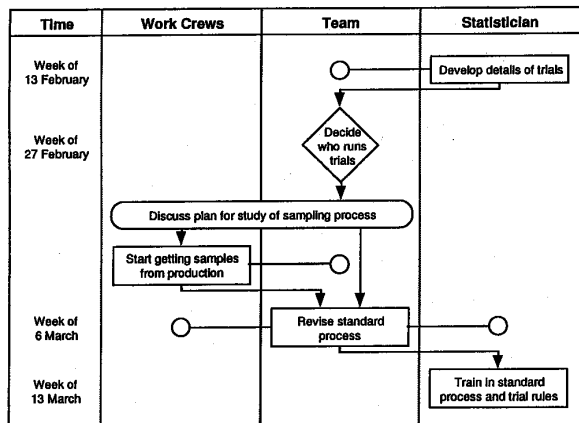 Time
Work Crews
Team
Statistician
Week of
13 February
Develop details of trials
Decide
who runs
trials
Week of
27 February
Discuss plan for study of sampling process
Start getting samples
from production
Week of
6 March
Revise standard
process
Week of
13 March
Train in standard
process and trial rules